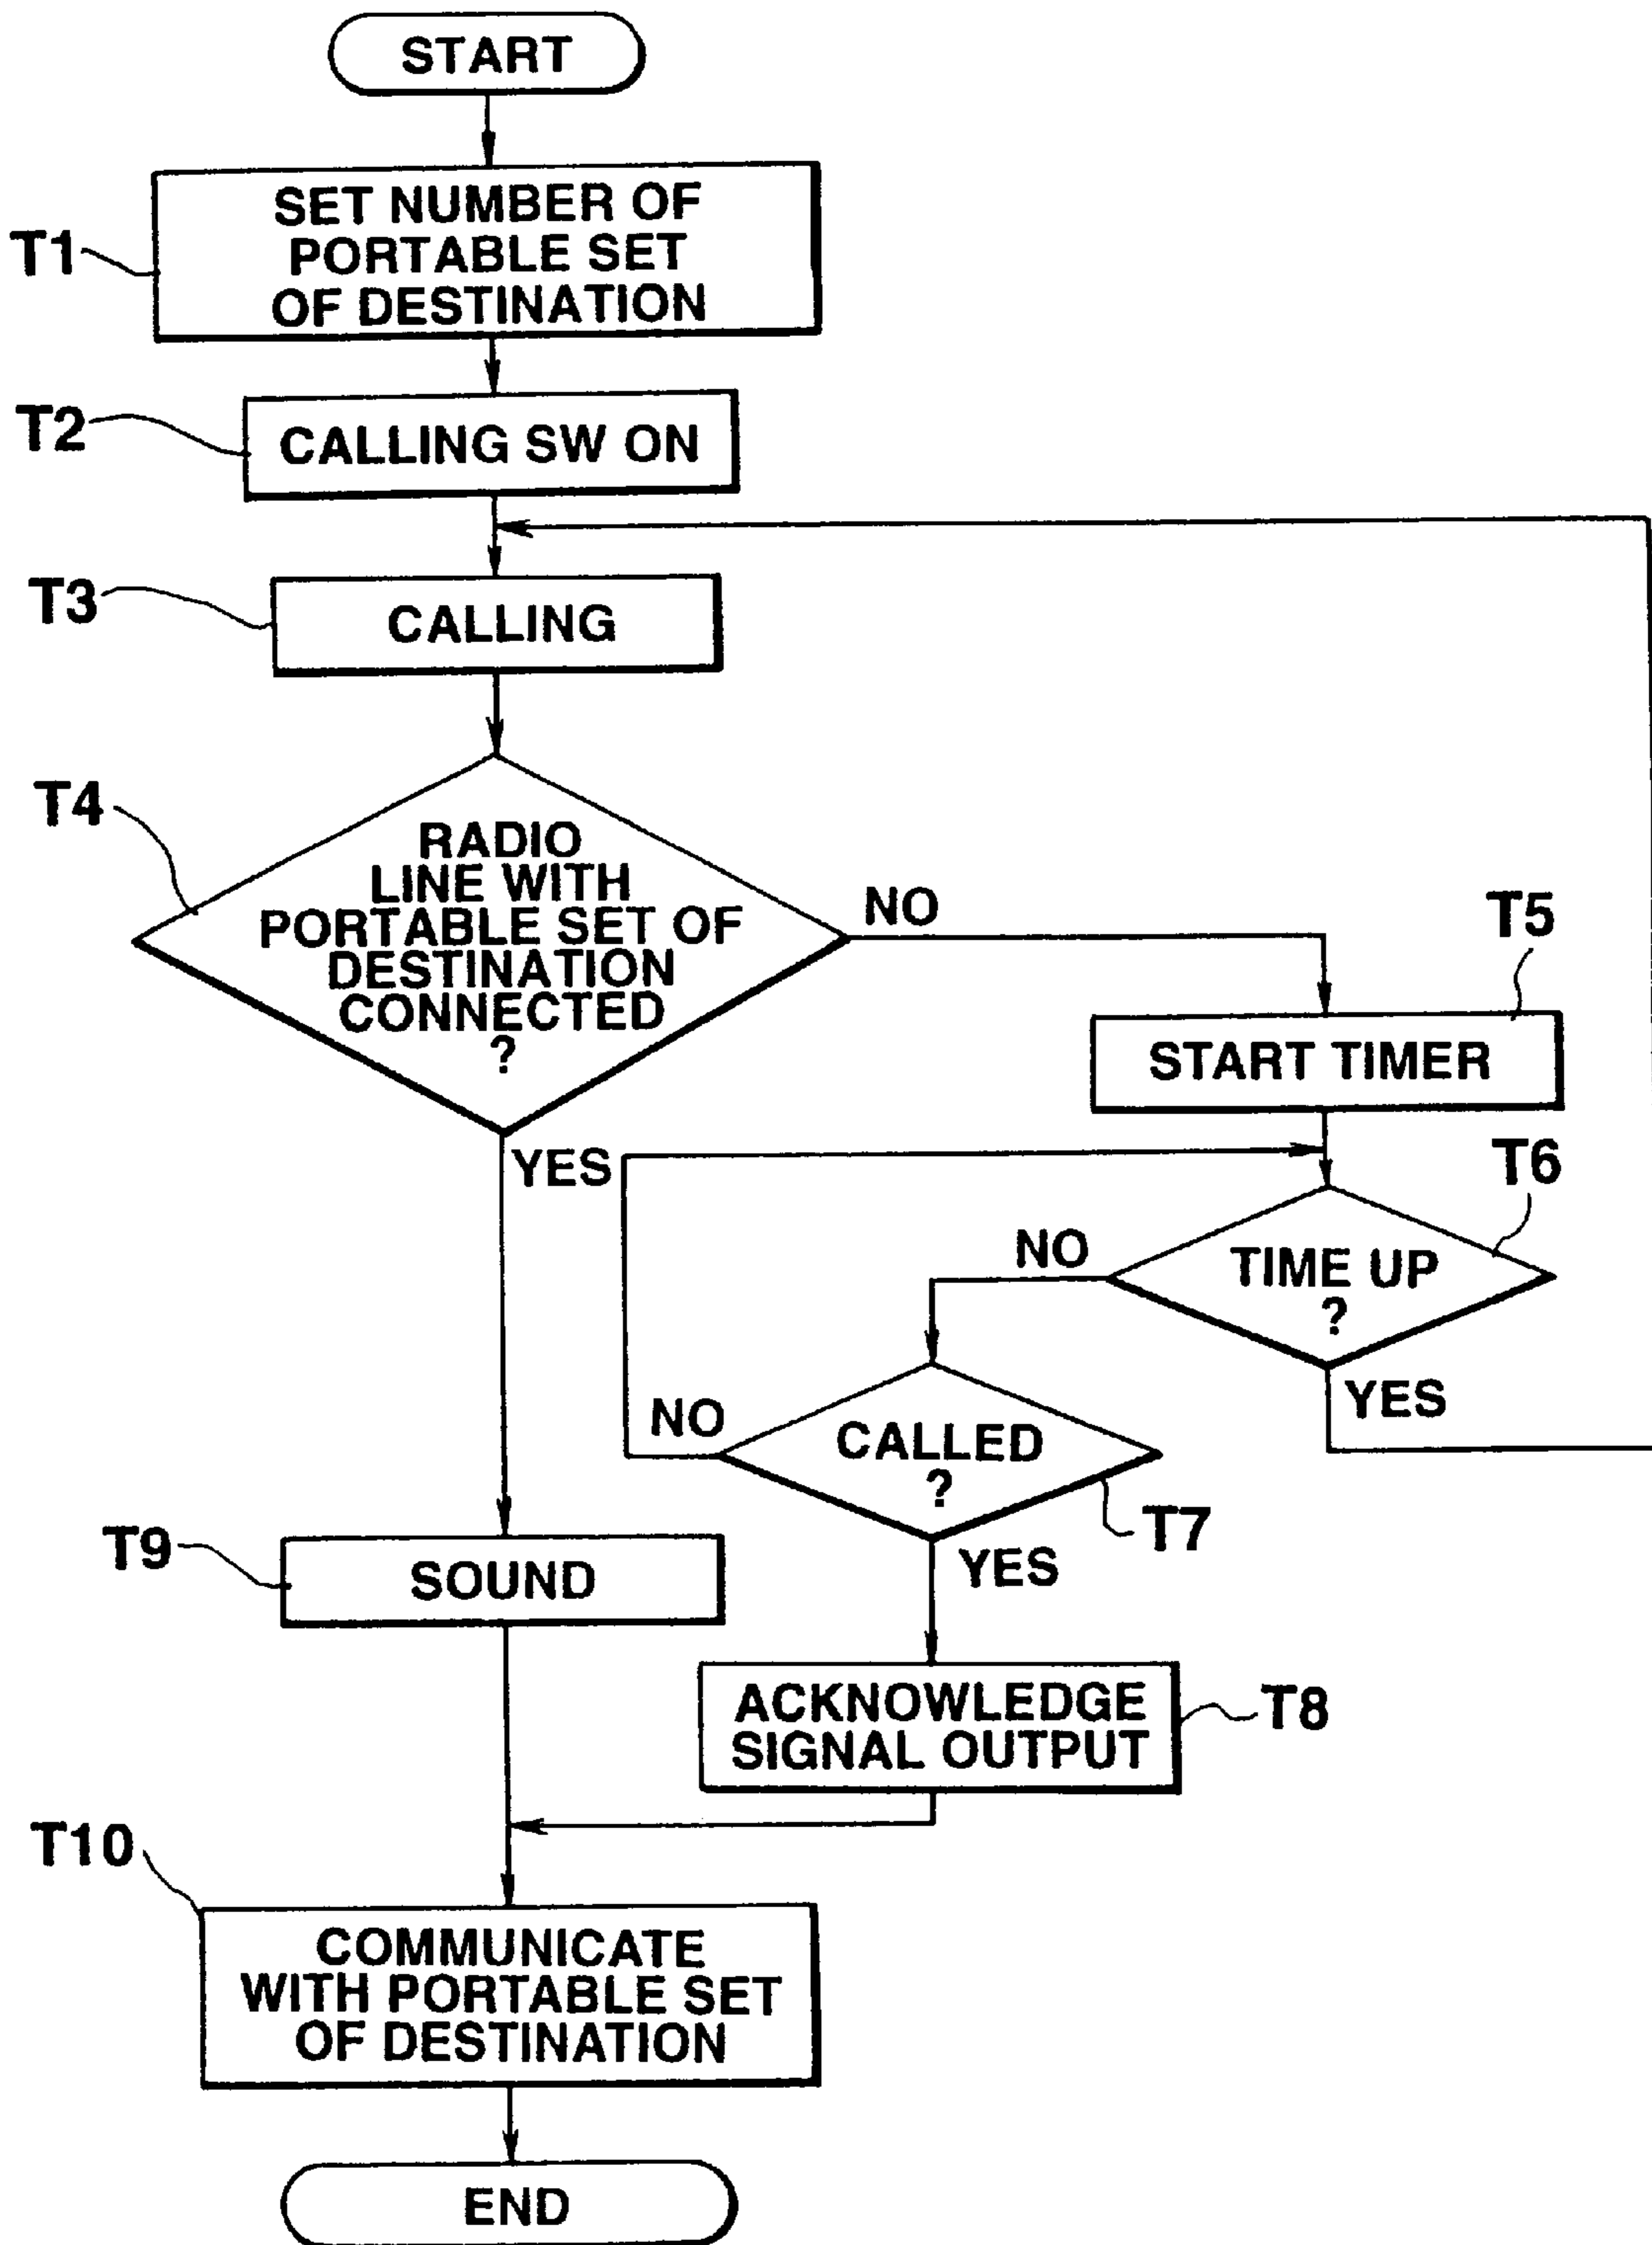 START
T1
SET NUMBER OF
PORTABLE SET
OF DESTINATION
T2
CALLING SW ON
T3
CALLING
T4
RADIO
LINE WITH
PORTABLE SET OF
DESTINATION
CONNECTED
?
NO
T5
START TIMER
YES
T6
NO
TIME UP
?
YES
NO
CALLED
?
T7
YES
T9
SOUND
ACKNOWLEDGE
SIGNAL OUTPUT
T8
T10
COMMUNICATE
WITH PORTABLE SET
OF DESTINATION
END